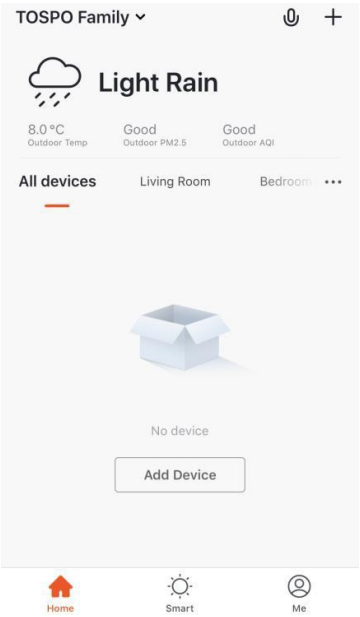 TOSPO Family
Light Rain
8.0 °C Good Good
Outdoor Temp Outdoor PM2.5 Outdoor AQI
All devices Living Room Bedroom ...
No device
Add Device
Home Smart Me